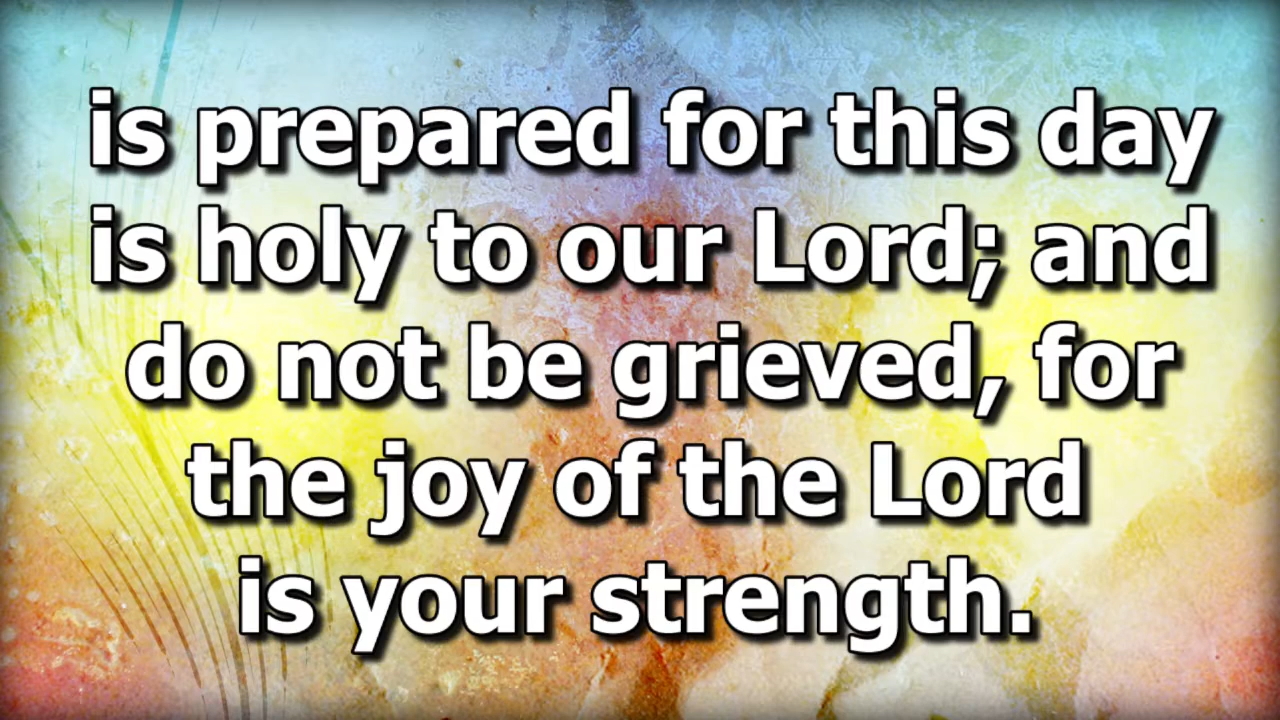 is prepared for this day
is holy to our Lord; and
do not be grieved, for
the joy of the Lord
is your strength.